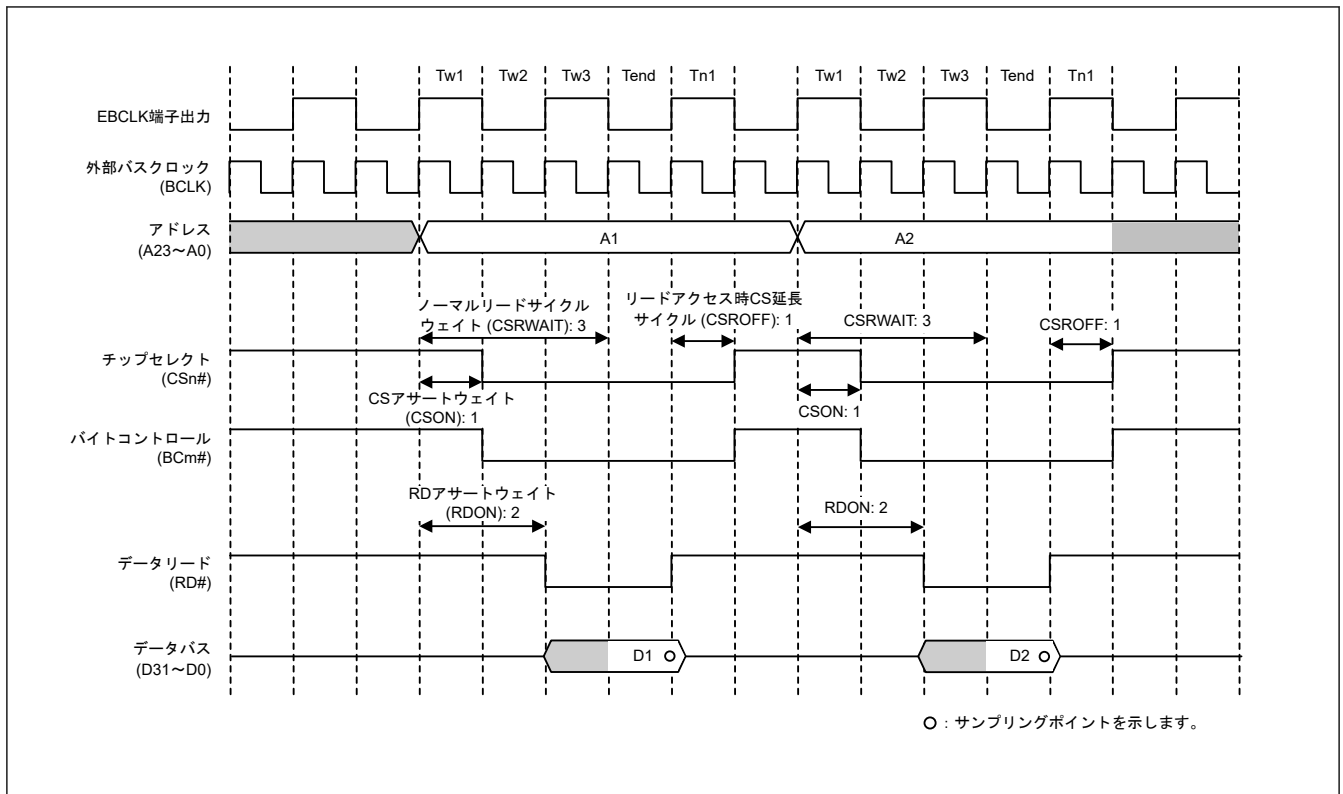 Tw1 Tw2 Tw3 Tend Tn1 Tw1 Tw2 Tw3 Tend Tn1
EBCLK端子出力
外部バスクロック
(BCLK)
アドレス
(A23～A0)
A1 A2
ノーマルリードサイクル
ウェイト (CSRWAIT): 3
リードアクセス時CS延長
サイクル (CSROFF): 1
CSRWAIT: 3
CSROFF: 1
チップセレクト
(CSn#)
CSアサートウェイト
(CSON): 1
CSON: 1
バイトコントロール
(BCm#)
RDアサートウェイト
(RDON): 2
RDON: 2
データリード
(RD#)
データバス
(D31～D0)
D1 D2
：サンプリングポイントを示します。